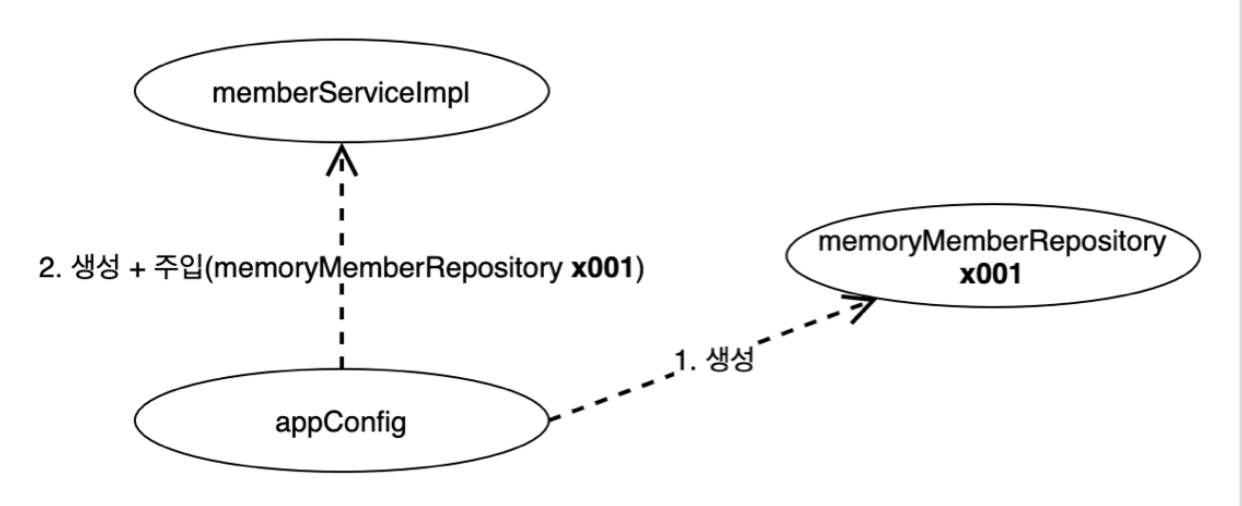 memberServiceImpl
2. 생성 + 주입(memoryMemberRepository x001)
memoryMemberRepository
x001
1. 생성
appConfig